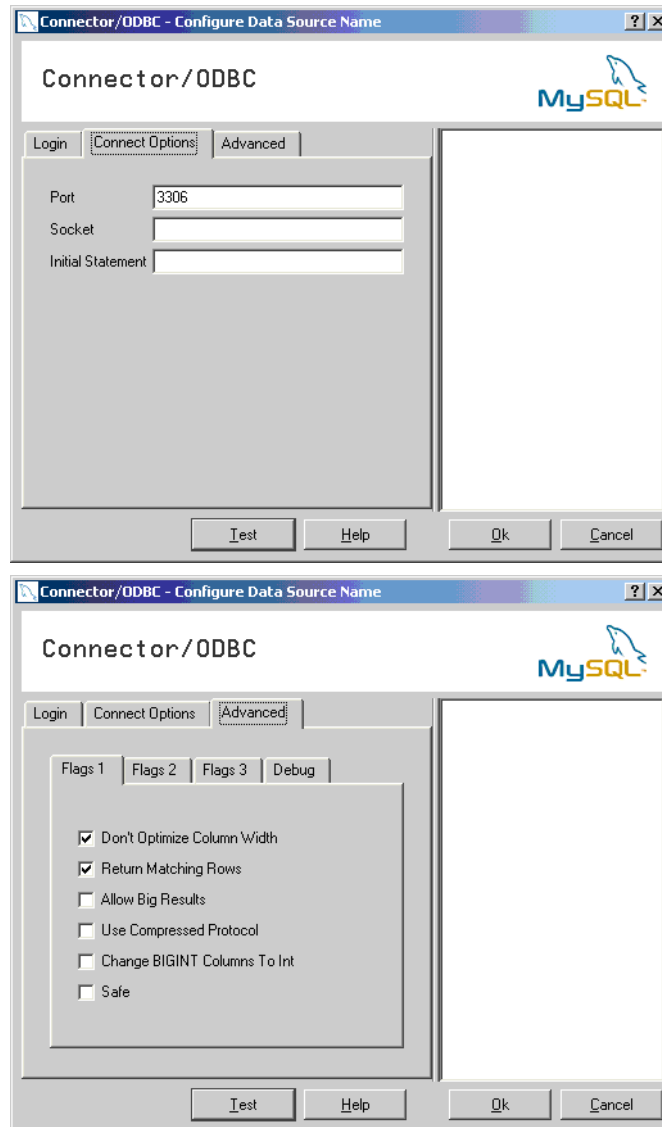 Connector/ODBC - Configure Data Source Name
Connector/ODBC
MySQL
Login Connect Options Advanced
Port 3306
Socket
Initial Statement
Test Help Ok Cancel
Connector/ODBC - Configure Data Source Name
Connector/ODBC
MySQL
Login Connect Options Advanced
Flags 1 Flags 2 Flags 3 Debug
Don't Optimize Column Width
Return Matching Rows
Allow Big Results
Use Compressed Protocol
Change BIGINT Columns To Int
Safe
Test Help Ok Cancel